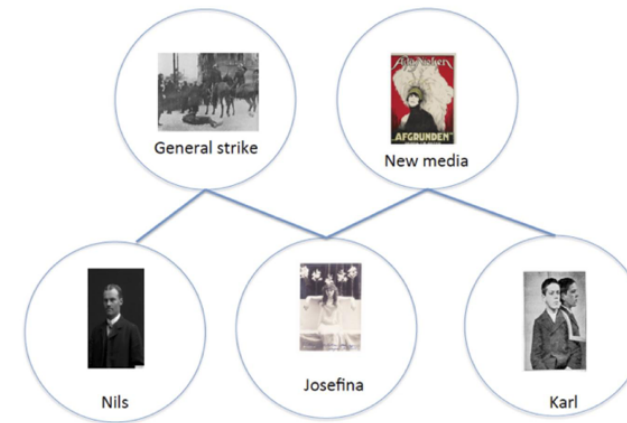 AFGRUNDEN
General strike
New media
Nils
Josefina
Karl